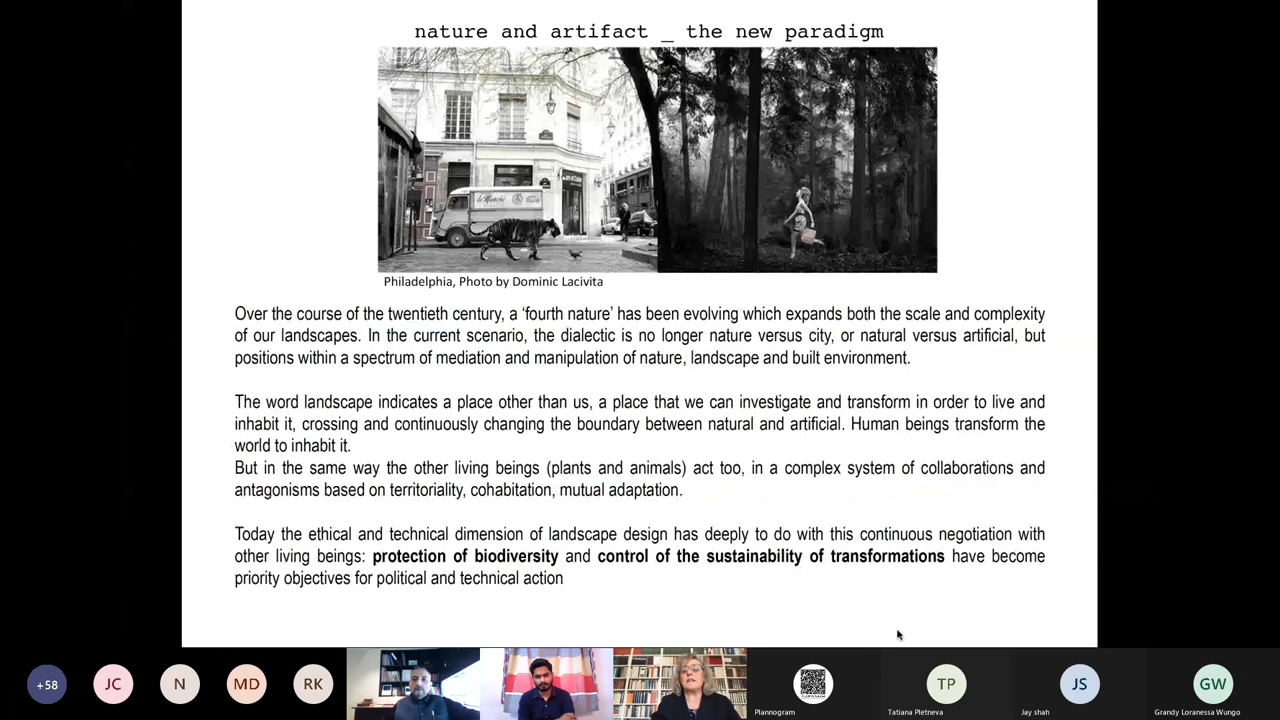 nature and artifact _ the new paradigm
Le Marché
Philadelphia, Photo by Dominic Lacivita
Over the course of the twentieth century, a ‘fourth nature’ has been evolving which expands both the scale and complexity
of our landscapes. In the current scenario, the dialectic is no longer nature versus city, or natural versus artificial, but
positions within a spectrum of mediation and manipulation of nature, landscape and built environment.
The word landscape indicates a place other than us, a place that we can investigate and transform in order to live and
inhabit it, crossing and continuously changing the boundary between natural and artificial. Human beings transform the
world to inhabit it.
But in the same way the other living beings (plants and animals) act too, in a complex system of collaborations and
antagonisms based on territoriality, cohabitation, mutual adaptation.
Today the ethical and technical dimension of landscape design has deeply to do with this continuous negotiation with
other living beings: protection of biodiversity and control of the sustainability of transformations have become
priority objectives for political and technical action
+58
JC
N
MD
RK
Plannogram
TP
Tatiana Pletneva
JS
Jay shah
GW
Grandy Loranessa Wungo